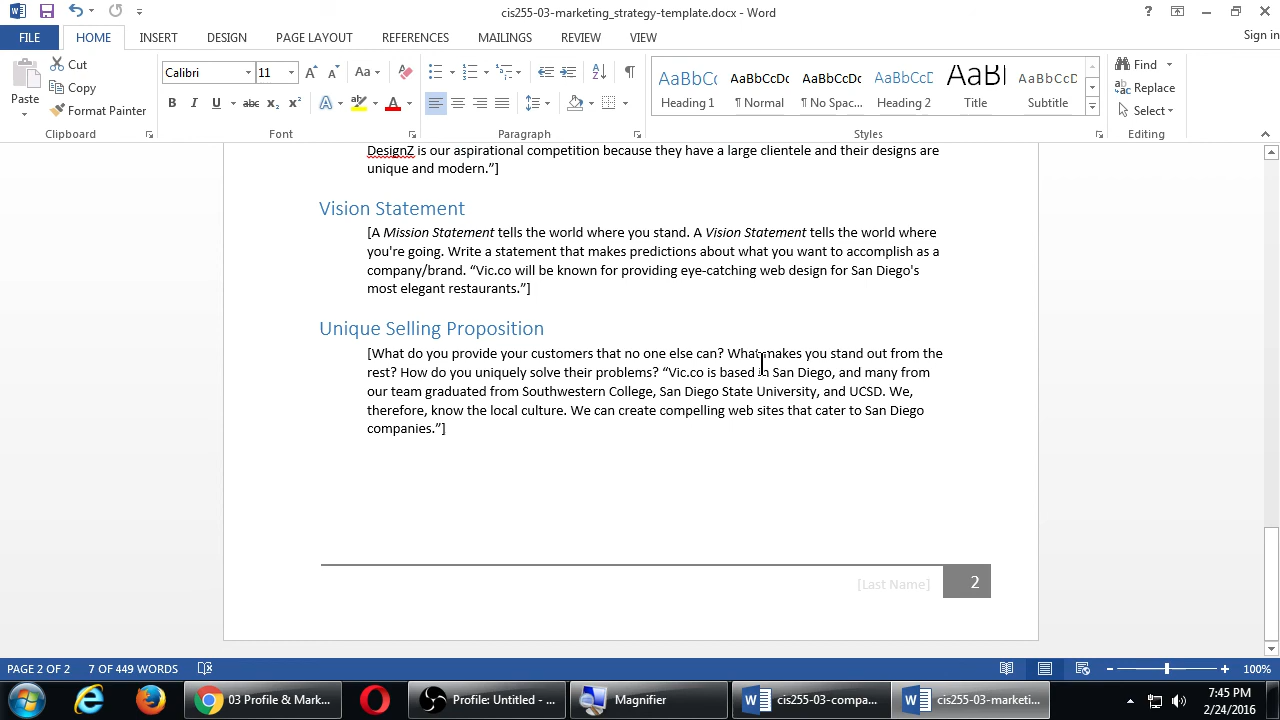 cis255-03-marketing_strategy-template.docx - Word
FILE HOME INSERT DESIGN PAGE LAYOUT REFERENCES MAILINGS REVIEW VIEW Sign in
Paste Cut Copy Format Painter
Calibri 11
AaBbCc AaBbCcDc AaBbCcDc AaBbCcD AaB AaBbCcD
Heading 1 ¶ Normal ¶ No Spac... Heading 2 Title Subtitle
Find Replace Select
Clipboard Font Paragraph Styles Editing
DesignZ is our aspirational competition because they have a large clientele and their designs are
unique and modern.”]
Vision Statement
[A Mission Statement tells the world where you stand. A Vision Statement tells the world where
you're going. Write a statement that makes predictions about what you want to accomplish as a
company/brand. “Vic.co will be known for providing eye-catching web design for San Diego's
most elegant restaurants.”]
Unique Selling Proposition
[What do you provide your customers that no one else can? What makes you stand out from the
rest? How do you uniquely solve their problems? “Vic.co is based in San Diego, and many from
our team graduated from Southwestern College, San Diego State University, and UCSD. We,
therefore, know the local culture. We can create compelling web sites that cater to San Diego
companies.”]
[Last Name] 2
PAGE 2 OF 2 7 OF 449 WORDS 100%
03 Profile & Mark... Profile: Untitled - ... Magnifier cis255-03-compa... cis255-03-marketi...
7:45 PM
2/24/2016